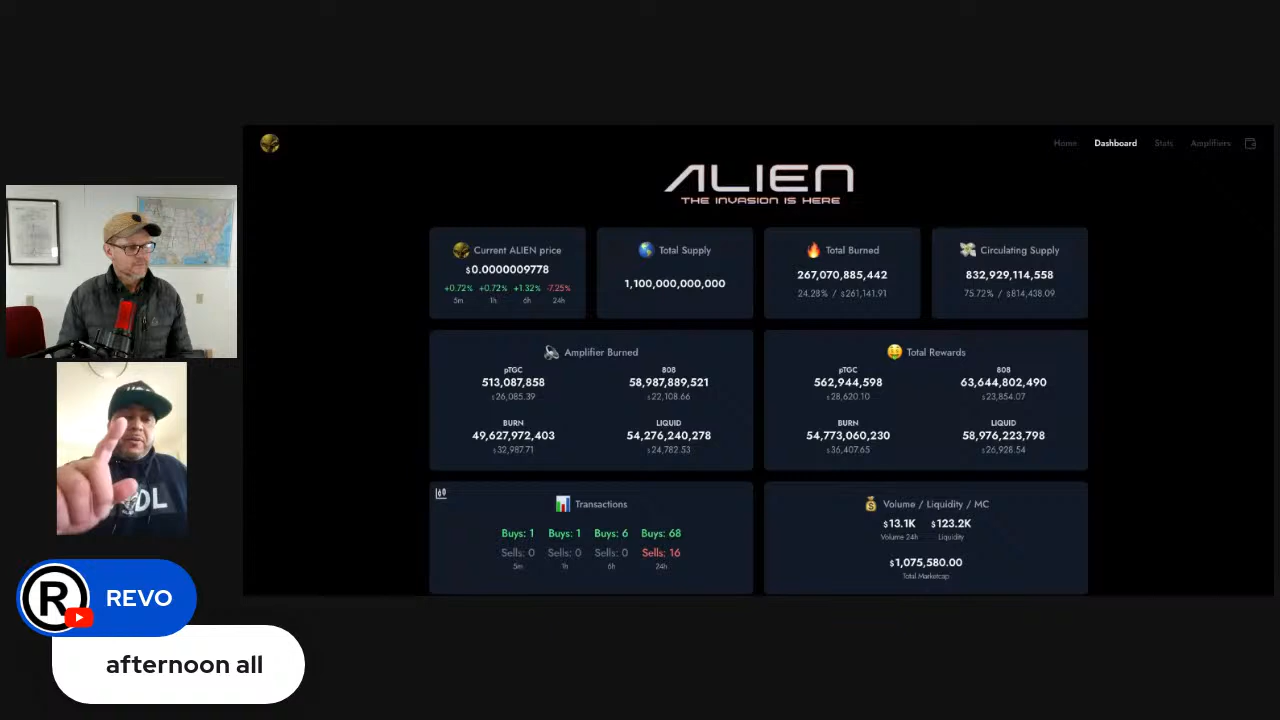 Home Dashboard Stats Amplifiers
ALIEN
THE INVASION IS HERE
Current ALIEN price
$0.0000009778
+0.72% +0.72% +1.32% -7.25%
5m 1h 6h 24h
Total Supply
1,100,000,000,000
Total Burned
267,070,885,442
24.28% / $261,141.91
Circulating Supply
832,929,114,558
75.72% / $814,438.09
Amplifier Burned
pTGC 808
513,087,858 58,987,889,521
$26,085.39 $22,108.66
BURN LIQUID
49,627,972,403 54,276,240,278
$32,987.71 $24,782.53
Total Rewards
pTGC 808
562,944,598 63,644,802,490
$28,620.10 $23,854.07
BURN LIQUID
54,773,060,230 58,976,223,798
$36,407.65 $26,928.54
Transactions
Buys: 1 Buys: 1 Buys: 6 Buys: 68
Sells: 0 Sells: 0 Sells: 0 Sells: 16
5m 1h 6h 24h
Volume / Liquidity / MC
$13.1K $123.2K
Volume 24h Liquidity
$1,075,580.00
Total Marketcap
DL
R
REVO
afternoon all